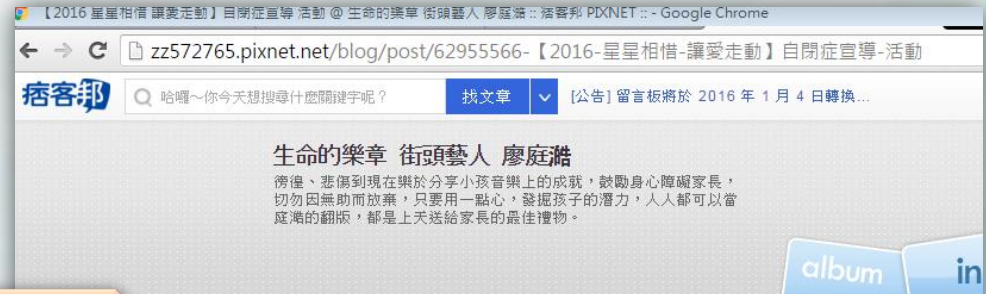 【2016 星星相惜 讓愛走動】自閉症宣導 活動 @ 生命的樂章 街頭藝人 廖庭澔 :: 痞客邦 PIXNET :: - Google Chrome
zz572765.pixnet.net/blog/post/62955566-【2016-星星相惜-讓愛走動】自閉症宣導-活動
痞客邦 哈囉～你今天想搜尋什麼關鍵字呢？ 找文章 [公告] 留言板將於 2016 年 1 月 4 日轉換...
生命的樂章 街頭藝人 廖庭澔
徬徨、悲傷到現在樂於分享小孩音樂上的成就，鼓勵身心障礙家長，
切勿因無助而放棄，只要用一點心，發掘孩子的潛力，人人都可以當
庭澔的翻版，都是上天送給家長的最佳禮物。
album in